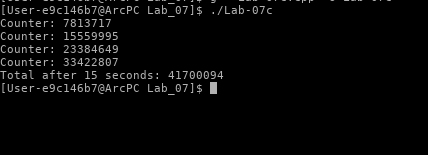 [User-e9c146b7@ArcPC Lab_07]$ ./Lab-07c
Counter: 7813717
Counter: 15559995
Counter: 23384649
Counter: 33422807
Total after 15 seconds: 41700094
[User-e9c146b7@ArcPC Lab_07]$